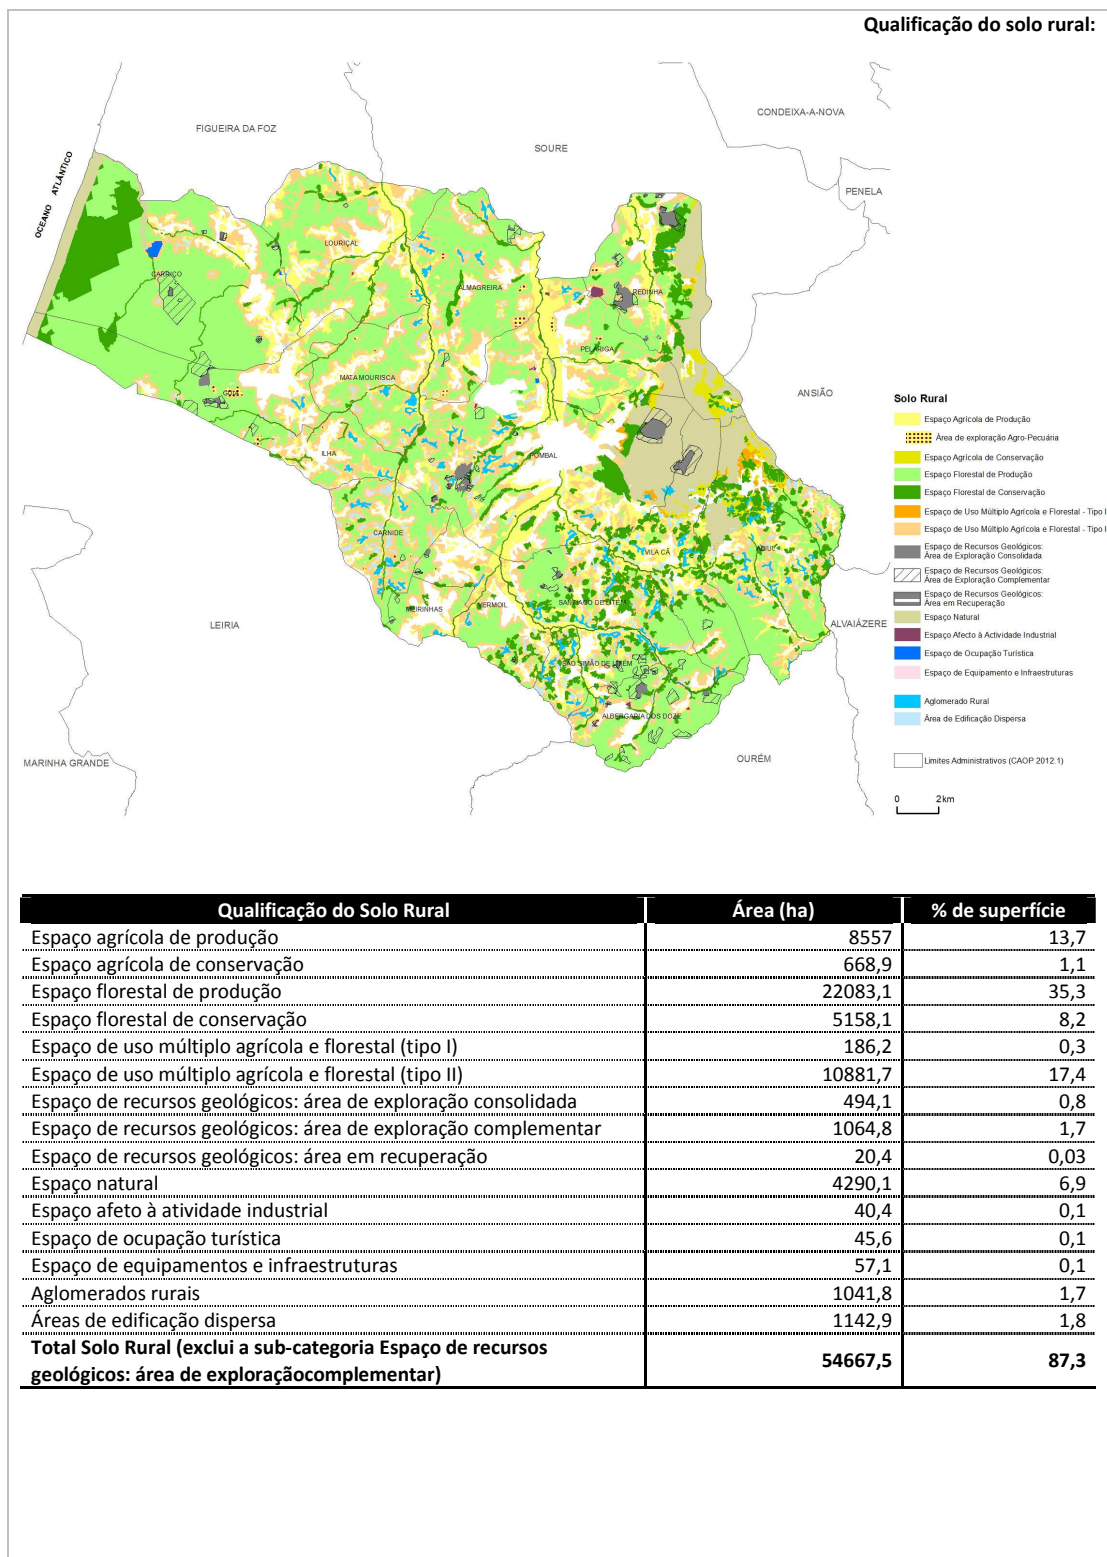 Qualificação do solo rural:
CONDEIXA-A-NOVA
FIGUEIRA DA FOZ
SOURE
PENELA
OCEANO ATLÂNTICO
LOURIÇAL
CARRIÇO
ALMAGREIRA
REDINHA
PELARIGA
MATA MOURISCA
ANSIÃO
ILHA
POMBAL
CARNIDE
VILA CÃ
ABIUL
MEIRINHAS
VERMOIL
SANTIAGO DE LITÉM
LEIRIA
ALVAIÁZERE
SÃO SIMÃO DE LITÉM
ALBERGARIA DOS DOZE
OURÉM
MARINHA GRANDE
Solo Rural
Espaço Agrícola de Produção
Área de exploração Agro-Pecuária
Espaço Agrícola de Conservação
Espaço Florestal de Produção
Espaço Florestal de Conservação
Espaço de Uso Múltiplo Agrícola e Florestal - Tipo I
Espaço de Uso Múltiplo Agrícola e Florestal - Tipo I
Espaço de Recursos Geológicos:
Área de Exploração Consolidada
Espaço de Recursos Geológicos:
Área de Exploração Complementar
Espaço de Recursos Geológicos:
Área em Recuperação
Espaço Natural
Espaço Afecto à Actividade Industrial
Espaço de Ocupação Turística
Espaço de Equipamento e Infraestruturas
Aglomerado Rural
Área de Edificação Dispersa
Limites Administrativos (CAOP 2012.1)
0 2km
Qualificação do Solo Rural Área (ha) % de superfície
Espaço agrícola de produção 8557 13,7
Espaço agrícola de conservação 668,9 1,1
Espaço florestal de produção 22083,1 35,3
Espaço florestal de conservação 5158,1 8,2
Espaço de uso múltiplo agrícola e florestal (tipo I) 186,2 0,3
Espaço de uso múltiplo agrícola e florestal (tipo II) 10881,7 17,4
Espaço de recursos geológicos: área de exploração consolidada 494,1 0,8
Espaço de recursos geológicos: área de exploração complementar 1064,8 1,7
Espaço de recursos geológicos: área em recuperação 20,4 0,03
Espaço natural 4290,1 6,9
Espaço afeto à atividade industrial 40,4 0,1
Espaço de ocupação turística 45,6 0,1
Espaço de equipamentos e infraestruturas 57,1 0,1
Aglomerados rurais 1041,8 1,7
Áreas de edificação dispersa 1142,9 1,8
Total Solo Rural (exclui a sub-categoria Espaço de recursos
geológicos: área de exploraçãocomplementar) 54667,5 87,3